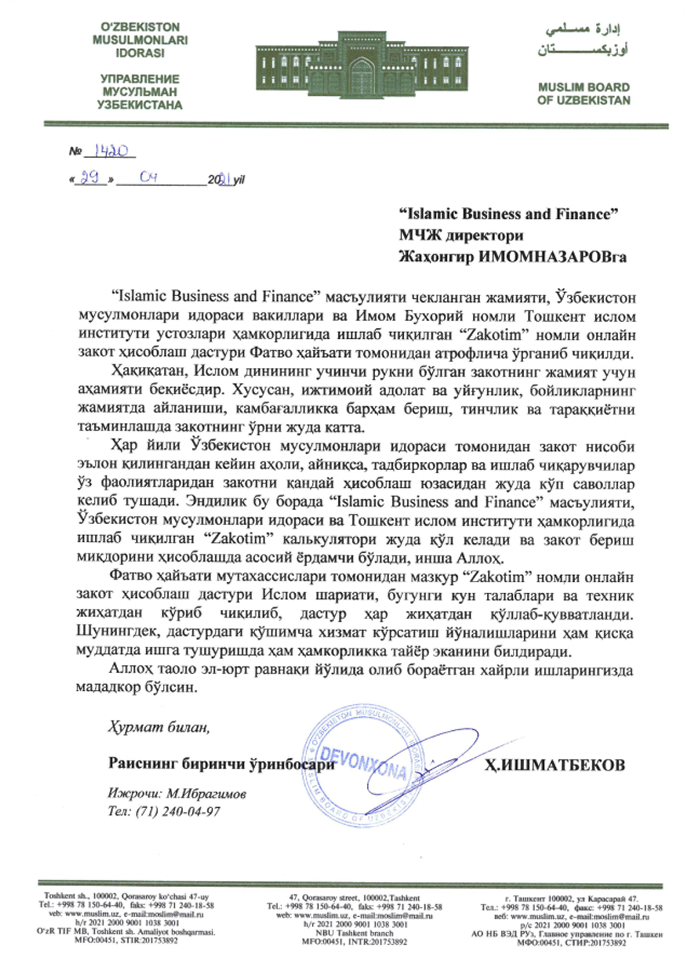 O'ZBEKISTON
MUSULMONLARI
IDORASI
УПРАВЛЕНИЕ
МУСУЛЬМАН
УЗБЕКИСТАНА
إدارة مسلمي
أوزبكستان
MUSLIM BOARD
OF UZBEKISTAN
№ 1420
« 29 » 04 2021 yil
“Islamic Business and Finance”
МЧЖ директори
Жаҳонгир ИМОМНАЗАРОВга
“Islamic Business and Finance” масъулияти чекланган жамияти, Ўзбекистон
мусулмонлари идораси вакиллари ва Имом Бухорий номли Тошкент ислом
институти устозлари ҳамкорлигида ишлаб чиқилган “Zakotim” номли онлайн
закот ҳисоблаш дастури Фатво ҳайъати томонидан атрофлича ўрганиб чиқилди.
Ҳақиқатан, Ислом динининг учинчи рукни бўлган закотнинг жамият учун
аҳамияти беқиёсдир. Хусусан, ижтимоий адолат ва уйғунлик, бойликларнинг
жамиятда айланиши, камбағалликка барҳам бериш, тинчлик ва тараққиётни
таъминлашда закотнинг ўрни жуда катта.
Ҳар йили Ўзбекистон мусулмонлари идораси томонидан закот нисоби
эълон қилингандан кейин аҳоли, айниқса, тадбиркорлар ва ишлаб чиқарувчилар
ўз фаолиятларидан закотни қандай ҳисоблаш юзасидан жуда кўп саволлар
келиб тушади. Эндилик бу борада “Islamic Business and Finance” масъулияти,
Ўзбекистон мусулмонлари идораси ва Тошкент ислом институти ҳамкорлигида
ишлаб чиқилган “Zakotim” калькулятори жуда қўл келади ва закот бериш
миқдорини ҳисоблашда асосий ёрдамчи бўлади, инша Аллоҳ.
Фатво ҳайъати мутахассислари томонидан мазкур “Zakotim” номли онлайн
закот ҳисоблаш дастури Ислом шариати, бугунги кун талаблари ва техник
жиҳатдан кўриб чиқилиб, дастур ҳар жиҳатдан қўллаб-қувватланди.
Шунингдек, дастурдаги қўшимча хизмат кўрсатиш йўналишларини ҳам қисқа
муддатда ишга тушуришда ҳам ҳамкорликка тайёр эканини билдиради.
Аллоҳ таоло эл-юрт равнақи йўлида олиб бораётган хайрли ишларингизда
мададкор бўлсин.
Ҳурмат билан,
Раиснинг биринчи ўринбосари
Ҳ.ИШМАТБЕКОВ
O'ZBEKISTON MUSULMONLARI IDORASI
DEVONXONA
MUSLIM BOARD OF UZBEKISTAN
Ижрочи: М.Ибрагимов
Тел: (71) 240-04-97
Toshkent sh., 100002, Qorasaroy ko‘chasi 47-uy
Tel.: +998 78 150-64-40, faks: +998 71 240-18-58
veb: www.muslim.uz, e-mail:moslim@mail.ru
h/r 2021 2000 9001 1038 3001
O‘zR TIF MB, Toshkent sh. Amaliyot boshqarmasi.
MFO:00451, STIR:201753892
47, Qorasaroy street, 100002,Tashkent
Tel.: +998 78 150-64-40, faks: +998 71 240-18-58
web: www.muslim.uz, e-mail:moslim@mail.ru
h/r 2021 2000 9001 1038 3001
NBU Tashkent branch
MFO:00451, INTR:201753892
г. Ташкент 100002, ул Карасарай 47.
Тел.: +998 78 150-64-40, факс: +998 71 240-18-58
веб: www.muslim.uz, e-mail:moslim@mail.ru
р/с 2021 2000 9001 1038 3001
АО НБ ВЭД РУз, Главное управление по г. Ташкен
МФО:00451, СТИР:201753892